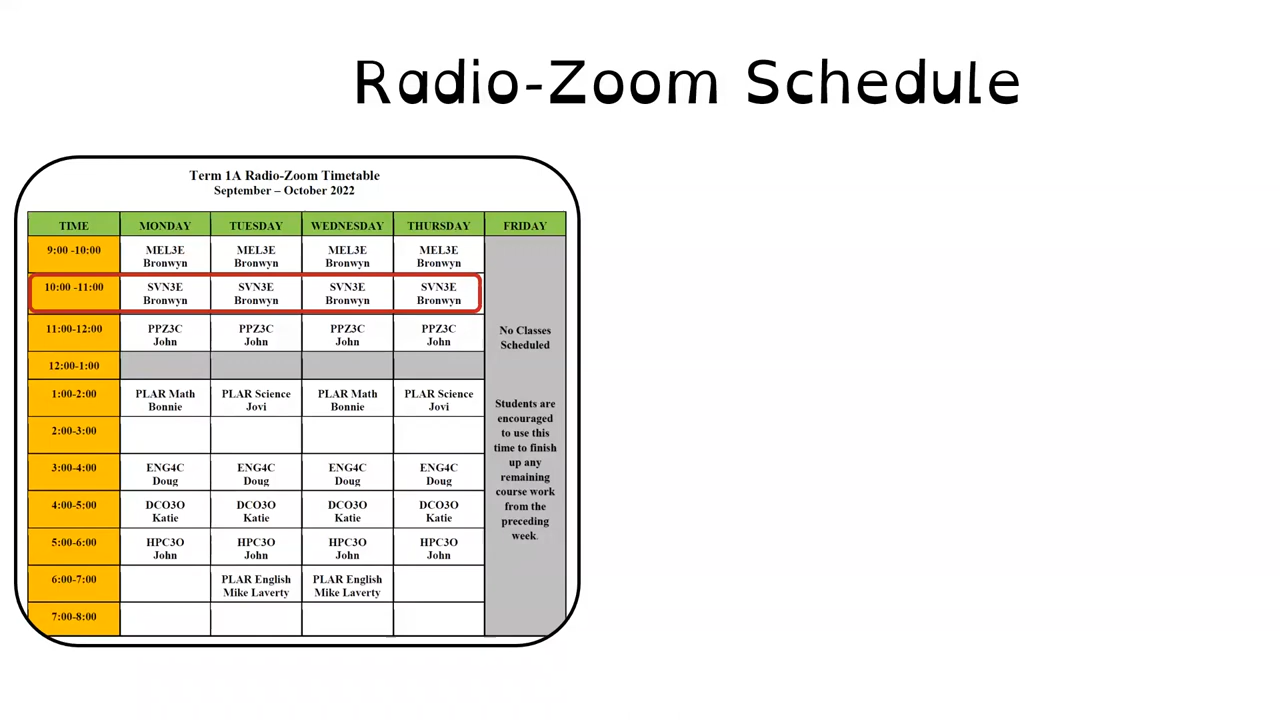 Radio-Zoom Schedule
Term 1A Radio-Zoom Timetable
September – October 2022
TIME MONDAY TUESDAY WEDNESDAY THURSDAY FRIDAY
9:00 -10:00 MEL3E MEL3E MEL3E MEL3E
Bronwyn Bronwyn Bronwyn Bronwyn
10:00 -11:00 SVN3E SVN3E SVN3E SVN3E
Bronwyn Bronwyn Bronwyn Bronwyn
11:00-12:00 PPZ3C PPZ3C PPZ3C PPZ3C
John John John John
12:00-1:00
1:00-2:00 PLAR Math PLAR Science PLAR Math PLAR Science
Bonnie Jovi Bonnie Jovi
2:00-3:00
3:00-4:00 ENG4C ENG4C ENG4C ENG4C
Doug Doug Doug Doug
4:00-5:00 DCO3O DCO3O DCO3O DCO3O
Katie Katie Katie Katie
5:00-6:00 HPC3O HPC3O HPC3O HPC3O
John John John John
6:00-7:00 PLAR English PLAR English
Mike Laverty Mike Laverty
7:00-8:00
No Classes
Scheduled
Students are
encouraged
to use this
time to finish
up any
remaining
course work
from the
preceding
week.